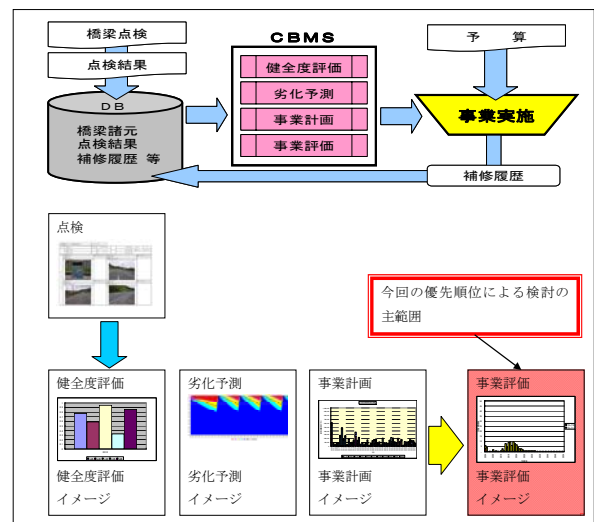 橋梁点検
点検結果
DB
橋梁諸元
点検結果
補修履歴 等
CBMS
健全度評価
劣化予測
事業計画
事業評価
予 算
事業実施
補修履歴
点検
今回の優先順位による検討の
主範囲
健全度評価
健全度評価
イメージ
劣化予測
劣化予測
イメージ
事業計画
事業計画
イメージ
事業評価
事業評価
イメージ